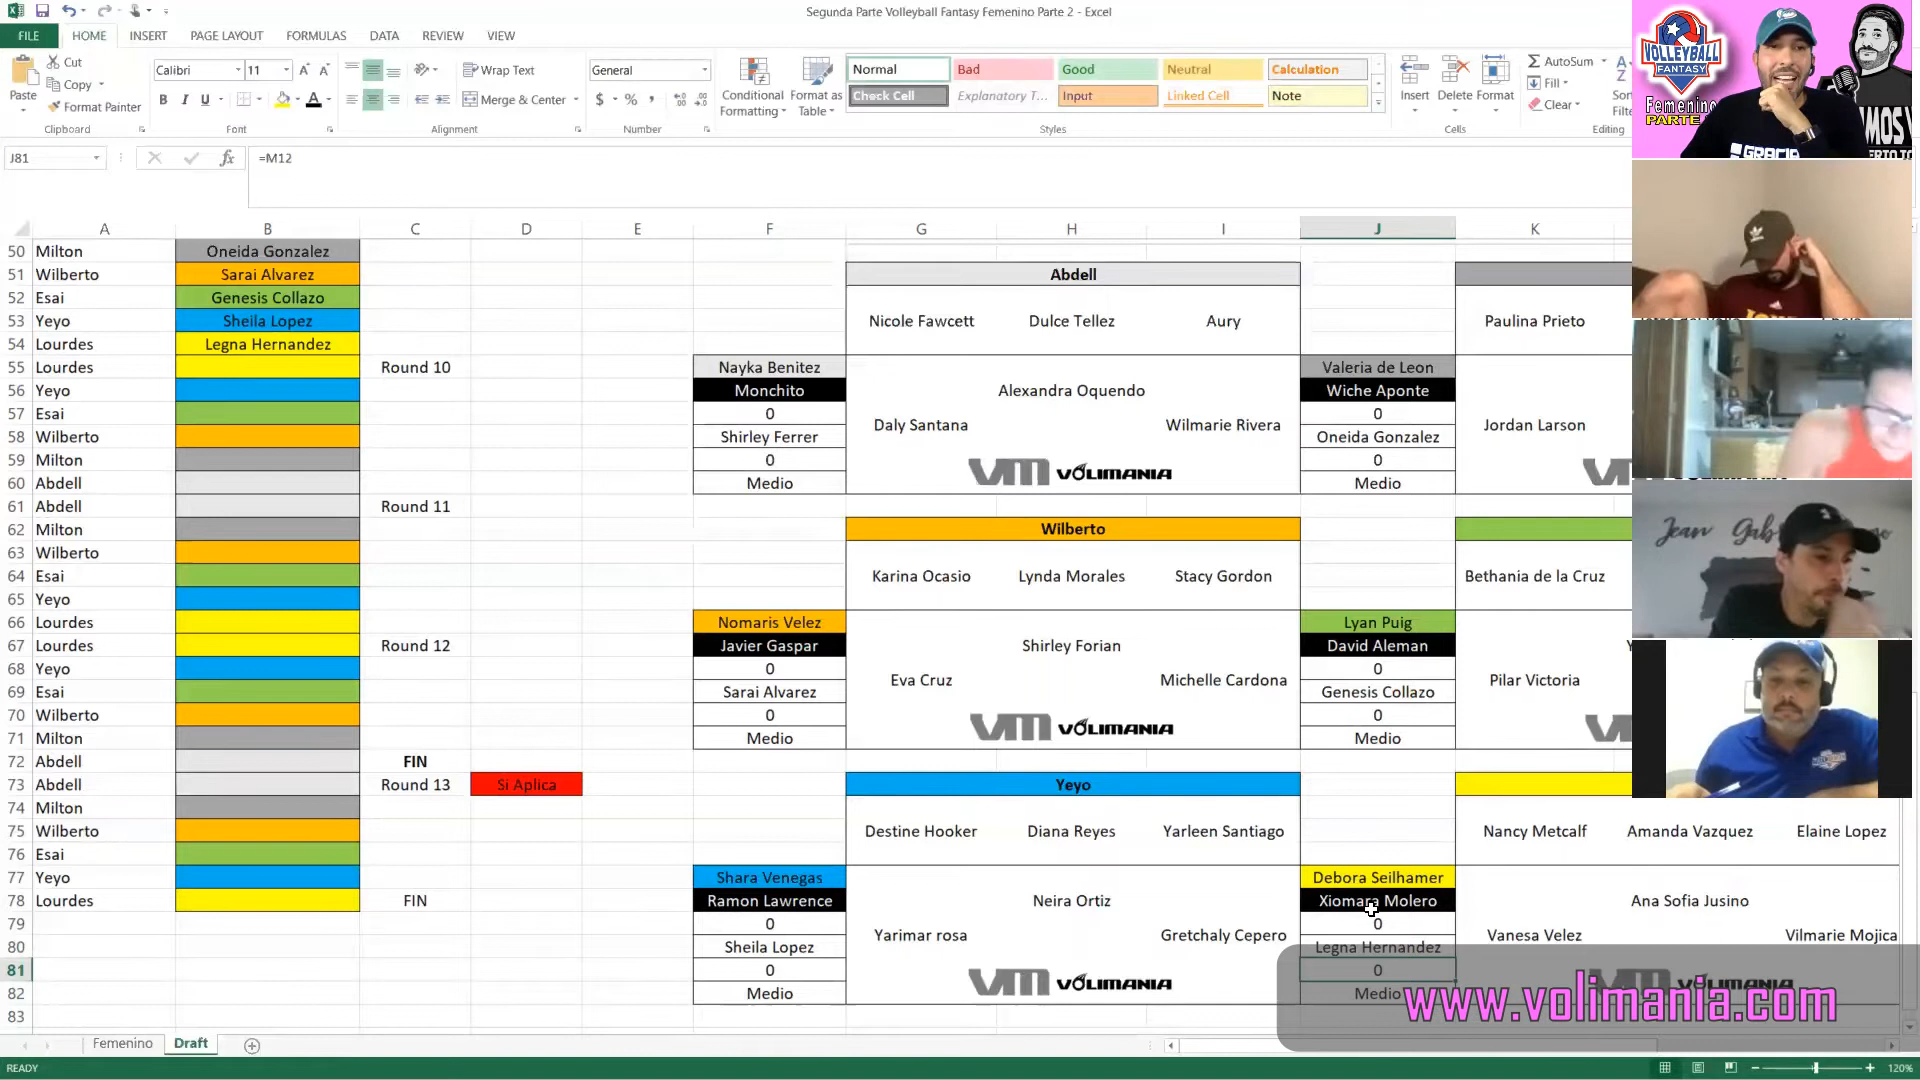 Segunda Parte Volleyball Fantasy Femenino Parte 2 - Excel
FILE HOME INSERT PAGE LAYOUT FORMULAS DATA REVIEW VIEW
Cut
Copy
Format Painter
Paste
Clipboard
Calibri 11
B I U
Font
Wrap Text
Merge & Center
Alignment
General
$ % ,
Number
Conditional Formatting
Format as Table
Normal Bad Good Neutral Calculation
Check Cell Explanatory T... Input Linked Cell Note
Styles
Insert Delete Format
Cells
AutoSum
Fill
Clear
Editing
VOLLEYBALL
FANTASY
Femenino
PARTE
GRACIA
J81 fx =M12
A B C D E F G H I J K
50 Milton Oneida Gonzalez
51 Wilberto Sarai Alvarez Abdell
52 Esai Genesis Collazo
53 Yeyo Sheila Lopez Nicole Fawcett Dulce Tellez Aury Paulina Prieto
54 Lourdes Legna Hernandez
55 Lourdes Round 10 Nayka Benitez Valeria de Leon
56 Yeyo Monchito Alexandra Oquendo Wiche Aponte
57 Esai 0 Daly Santana Wilmarie Rivera 0 Jordan Larson
58 Wilberto Shirley Ferrer Oneida Gonzalez
59 Milton 0 VM VOLIMANIA 0
60 Abdell Medio Medio
61 Abdell Round 11
62 Milton Wilberto
63 Wilberto
64 Esai Karina Ocasio Lynda Morales Stacy Gordon Bethania de la Cruz
65 Yeyo
66 Lourdes Nomaris Velez Lyan Puig
67 Lourdes Round 12 Javier Gaspar Shirley Forian David Aleman
68 Yeyo 0 Eva Cruz Michelle Cardona 0 Pilar Victoria
69 Esai Sarai Alvarez Genesis Collazo
70 Wilberto 0 VM VOLIMANIA 0
71 Milton Medio Medio
72 Abdell FIN
73 Abdell Round 13 Si Aplica Yeyo
74 Milton
75 Wilberto Destine Hooker Diana Reyes Yarleen Santiago Nancy Metcalf Amanda Vazquez Elaine Lopez
76 Esai
77 Yeyo Shara Venegas Debora Seilhamer
78 Lourdes FIN Ramon Lawrence Neira Ortiz Xiomara Molero Ana Sofia Jusino
79 0 Yarimar rosa Gretchaly Cepero 0 Vanesa Velez Vilmarie Mojica
80 Sheila Lopez Legna Hernandez
81 0 VM VOLIMANIA 0
82 Medio Medio
83
Jean Gab
www.volimania.com
Femenino Draft
READY 120%